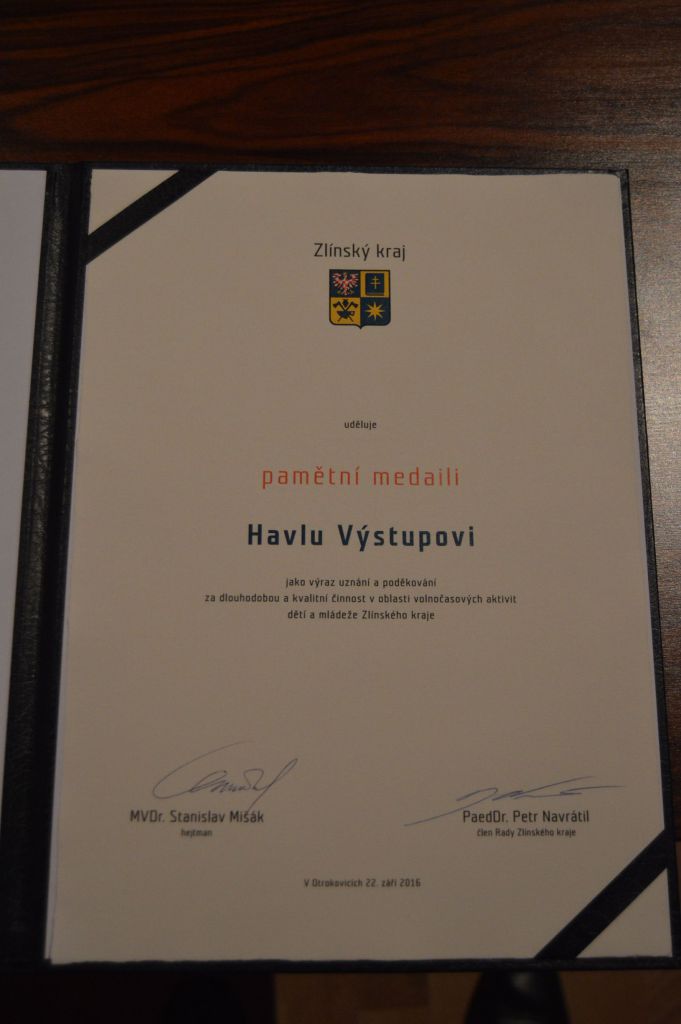 Zlínský kraj
uděluje
pamětní medaili
Havlu Výstupovi
jako výraz uznání a poděkování
za dlouhodobou a kvalitní činnost v oblasti volnočasových aktivit
dětí a mládeže Zlínského kraje
MVDr. Stanislav Mišák
hejtman
PaedDr. Petr Navrátil
člen Rady Zlínského kraje
V Otrokovicích 22. září 2016